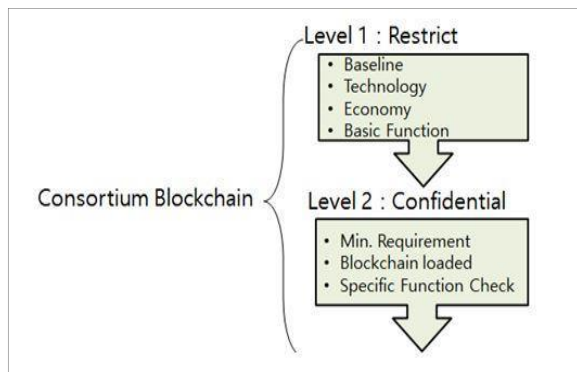 Level 1 : Restrict
• Baseline
• Technology
• Economy
• Basic Function
Consortium Blockchain
Level 2 : Confidential
• Min. Requirement
• Blockchain loaded
• Specific Function Check